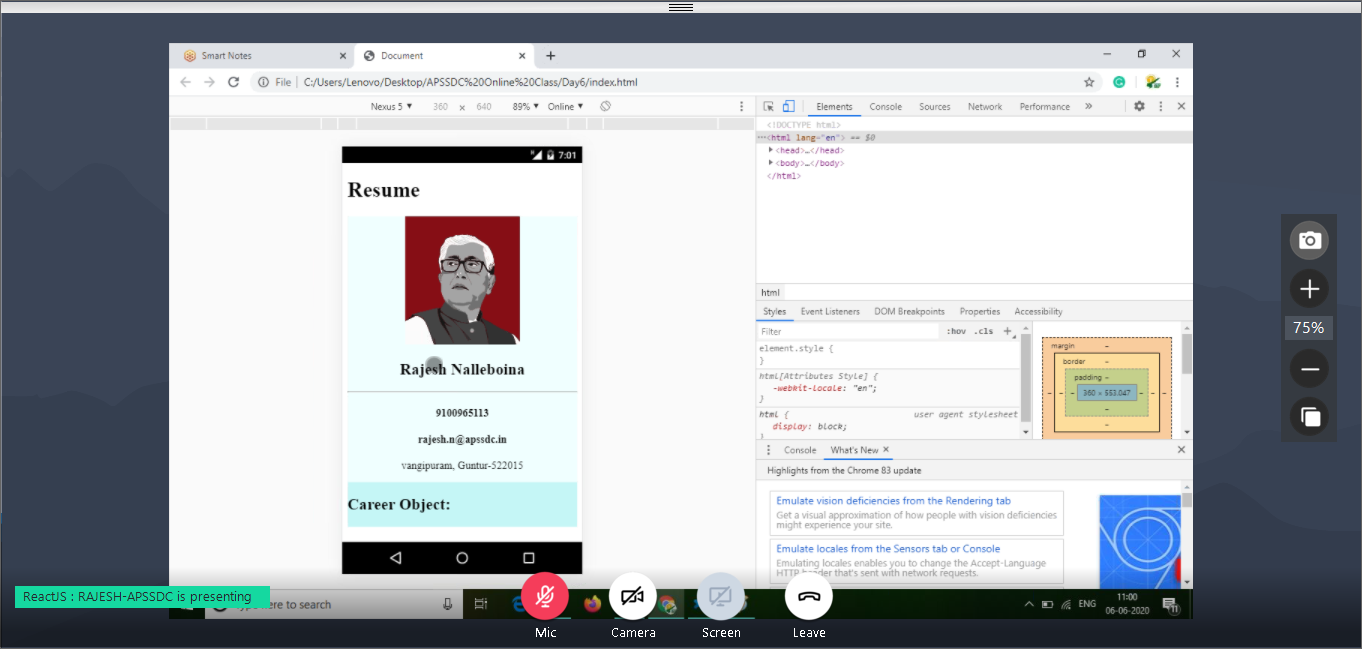 Smart Notes
Document
File
C:/Users/Lenovo/Desktop/APSSDC%20Online%20Class/Day6/index.html
Nexus 5 ▼ 360 x 640 89% ▼ Online ▼
Elements Console Sources Network Performance »
<!DOCTYPE html>
⋯<html lang="en"> == $0
▶<head>…</head>
▶<body>…</body>
</html>
7:01
Resume
Rajesh Nalleboina
9100965113
rajesh.n@apssdc.in
vangipuram, Guntur-522015
Career Object:
html
Styles Event Listeners DOM Breakpoints Properties Accessibility
Filter :hov .cls +
element.style {
}
html[Attributes Style] {
-webkit-locale: "en";
}
html { user agent stylesheet
display: block;
}
margin –
border –
padding –
– – – 360 × 553.047 – – –
–
–
Console What's New ×
Highlights from the Chrome 83 update
Emulate vision deficiencies from the Rendering tab
Get a visual approximation of how people with vision deficiencies
might experience your site.
Emulate locales from the Sensors tab or Console
Emulating locales enables you to change the Accept-Language
HTTP header that's sent with network requests.
75%
ReactJS : RAJESH-APSSDC is presenting
here to search
ENG
11:00
06-06-2020
11
Mic Camera Screen Leave